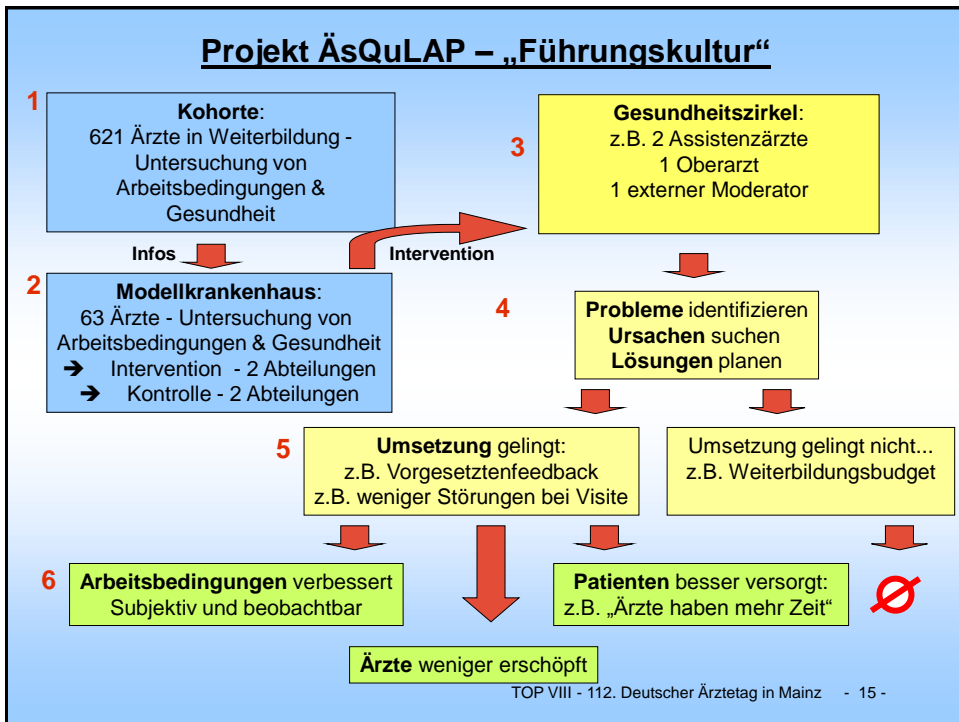 Projekt ÄsQuLAP – „Führungskultur“
1
Kohorte:
621 Ärzte in Weiterbildung -
Untersuchung von
Arbeitsbedingungen &
Gesundheit
Infos
2
Modellkrankenhaus:
63 Ärzte - Untersuchung von
Arbeitsbedingungen & Gesundheit
➔ Intervention - 2 Abteilungen
➔ Kontrolle - 2 Abteilungen
Intervention
3
Gesundheitszirkel:
z.B. 2 Assistenzärzte
1 Oberarzt
1 externer Moderator
4
Probleme identifizieren
Ursachen suchen
Lösungen planen
5
Umsetzung gelingt:
z.B. Vorgesetztenfeedback
z.B. weniger Störungen bei Visite
Umsetzung gelingt nicht...
z.B. Weiterbildungsbudget
6
Arbeitsbedingungen verbessert
Subjektiv und beobachtbar
Patienten besser versorgt:
z.B. „Ärzte haben mehr Zeit“
Ø
Ärzte weniger erschöpft
TOP VIII - 112. Deutscher Ärztetag in Mainz - 15 -